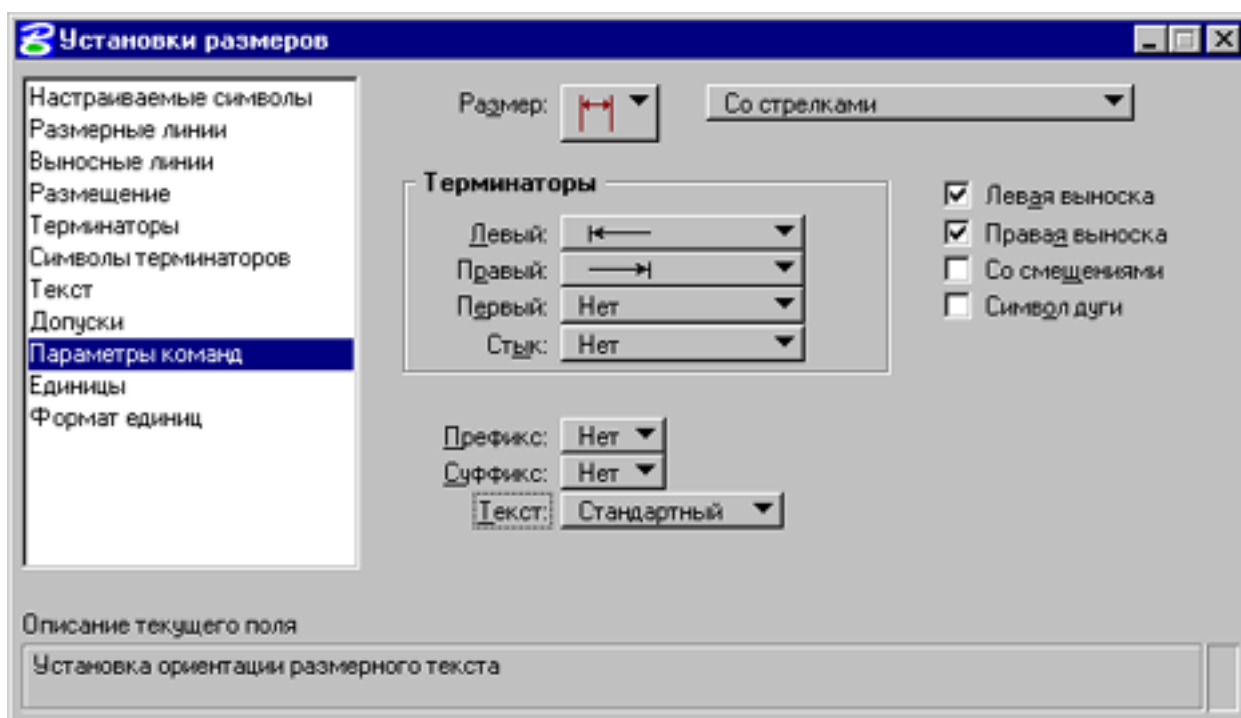 Установки размеров
Настраиваемые символы
Размерные линии
Выносные линии
Размещение
Терминаторы
Символы терминаторов
Текст
Допуски
Параметры команд
Единицы
Формат единиц
Размер:
Со стрелками
Терминаторы
Левый:
Правый:
Первый: Нет
Стык: Нет
Левая выноска
Правая выноска
Со смещениями
Символ дуги
Префикс: Нет
Суффикс: Нет
Текст: Стандартный
Описание текущего поля
Установка ориентации размерного текста